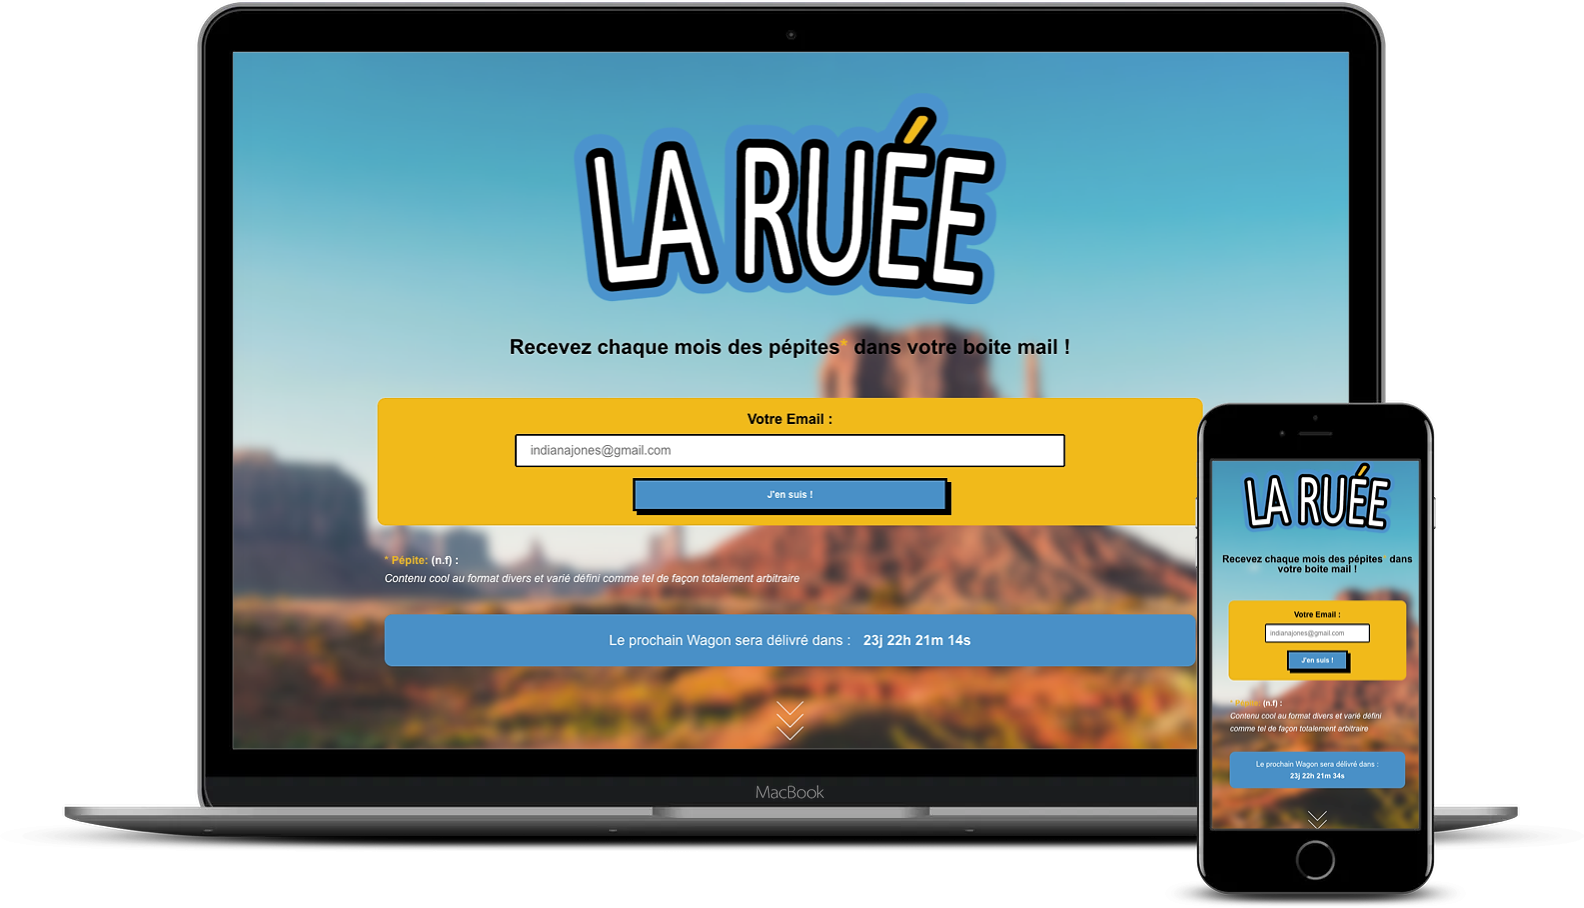 LA RUÉE
Recevez chaque mois des pépites* dans votre boite mail !
Votre Email :
indianajones@gmail.com
J'en suis !
* Pépite: (n.f) :
Contenu cool au format divers et varié défini comme tel de façon totalement arbitraire
Le prochain Wagon sera délivré dans : 23j 22h 21m 14s
MacBook
LA RUÉE
Recevez chaque mois des pépites* dans
votre boite mail !
Votre Email :
indianajones@gmail.com
J'en suis !
* Pépite: (n.f) :
Contenu cool au format divers et varié défini
comme tel de façon totalement arbitraire
Le prochain Wagon sera délivré dans :
23j 22h 21m 34s